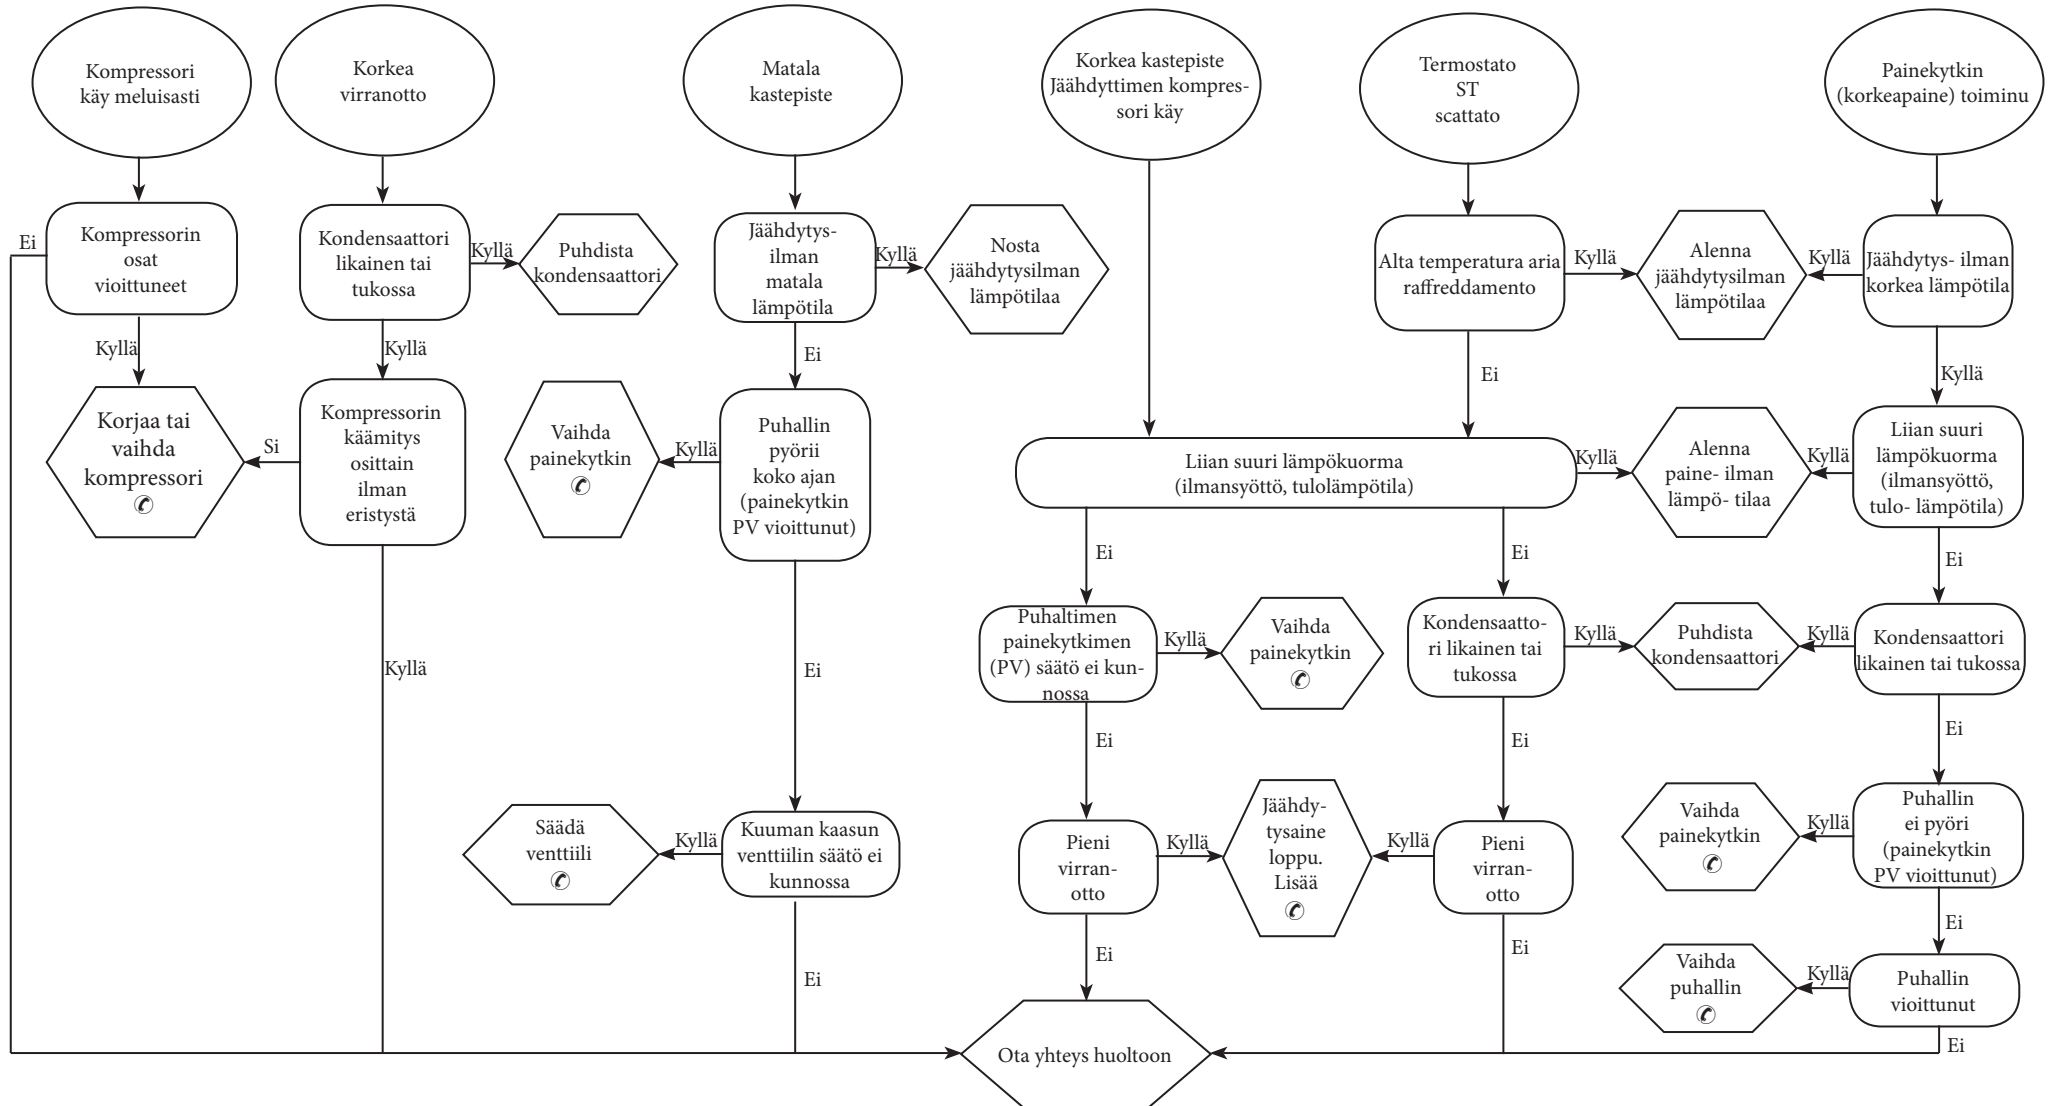 Kompressori
käy meluisasti
Korkea
virranotto
Matala
kastepiste
Korkea kastepiste
Jäähdyttimen kompres-
sori käy
Termostato
ST
scattato
Painekytkin
(korkeapaine) toiminu
Ei
Kompressorin
osat
vioittuneet
Kondensaattori
likainen tai
tukossa
Kyllä
Puhdista
kondensaattori
Jäähdytys-
ilman
matala
lämpötila
Kyllä
Nosta
jäähdytysilman
lämpötilaa
Alta temperatura aria
raffreddamento
Kyllä
Alenna
jäähdytysilman
lämpötilaa
Kyllä
Jäähdytys- ilman
korkea lämpötila
Kyllä
Kyllä
Ei
Ei
Kyllä
Korjaa tai
vaihda
kompressori
✆
Si
Kompressorin
käämitys
osittain
ilman
eristystä
Vaihda
painekytkin
✆
Kyllä
Puhallin
pyörii
koko ajan
(painekytkin
PV vioittunut)
Liian suuri lämpökuorma
(ilmansyöttö, tulolämpötila)
Kyllä
Alenna
paine- ilman
lämpö- tilaa
Kyllä
Liian suuri
lämpökuorma
(ilmansyöttö,
tulo- lämpötila)
Ei
Ei
Ei
Kyllä
Ei
Puhaltimen
painekytkimen
(PV) säätö ei kun-
nossa
Kyllä
Vaihda
painekytkin
✆
Kondensaatto-
ri likainen tai
tukossa
Kyllä
Puhdista
kondensaattori
Kyllä
Kondensaattori
likainen tai tukossa
Ei
Ei
Ei
Säädä
venttiili
✆
Kyllä
Kuuman kaasun
venttiilin säätö ei
kunnossa
Pieni
virran-
otto
Kyllä
Jäähdy-
tysaine
loppu.
Lisää
✆
Kyllä
Pieni
virran-
otto
Vaihda
painekytkin
✆
Kyllä
Puhallin
ei pyöri
(painekytkin
PV vioittunut)
Ei
Ei
Ei
Ei
Vaihda
puhallin
✆
Kyllä
Puhallin
vioittunut
Ota yhteys huoltoon
Ei